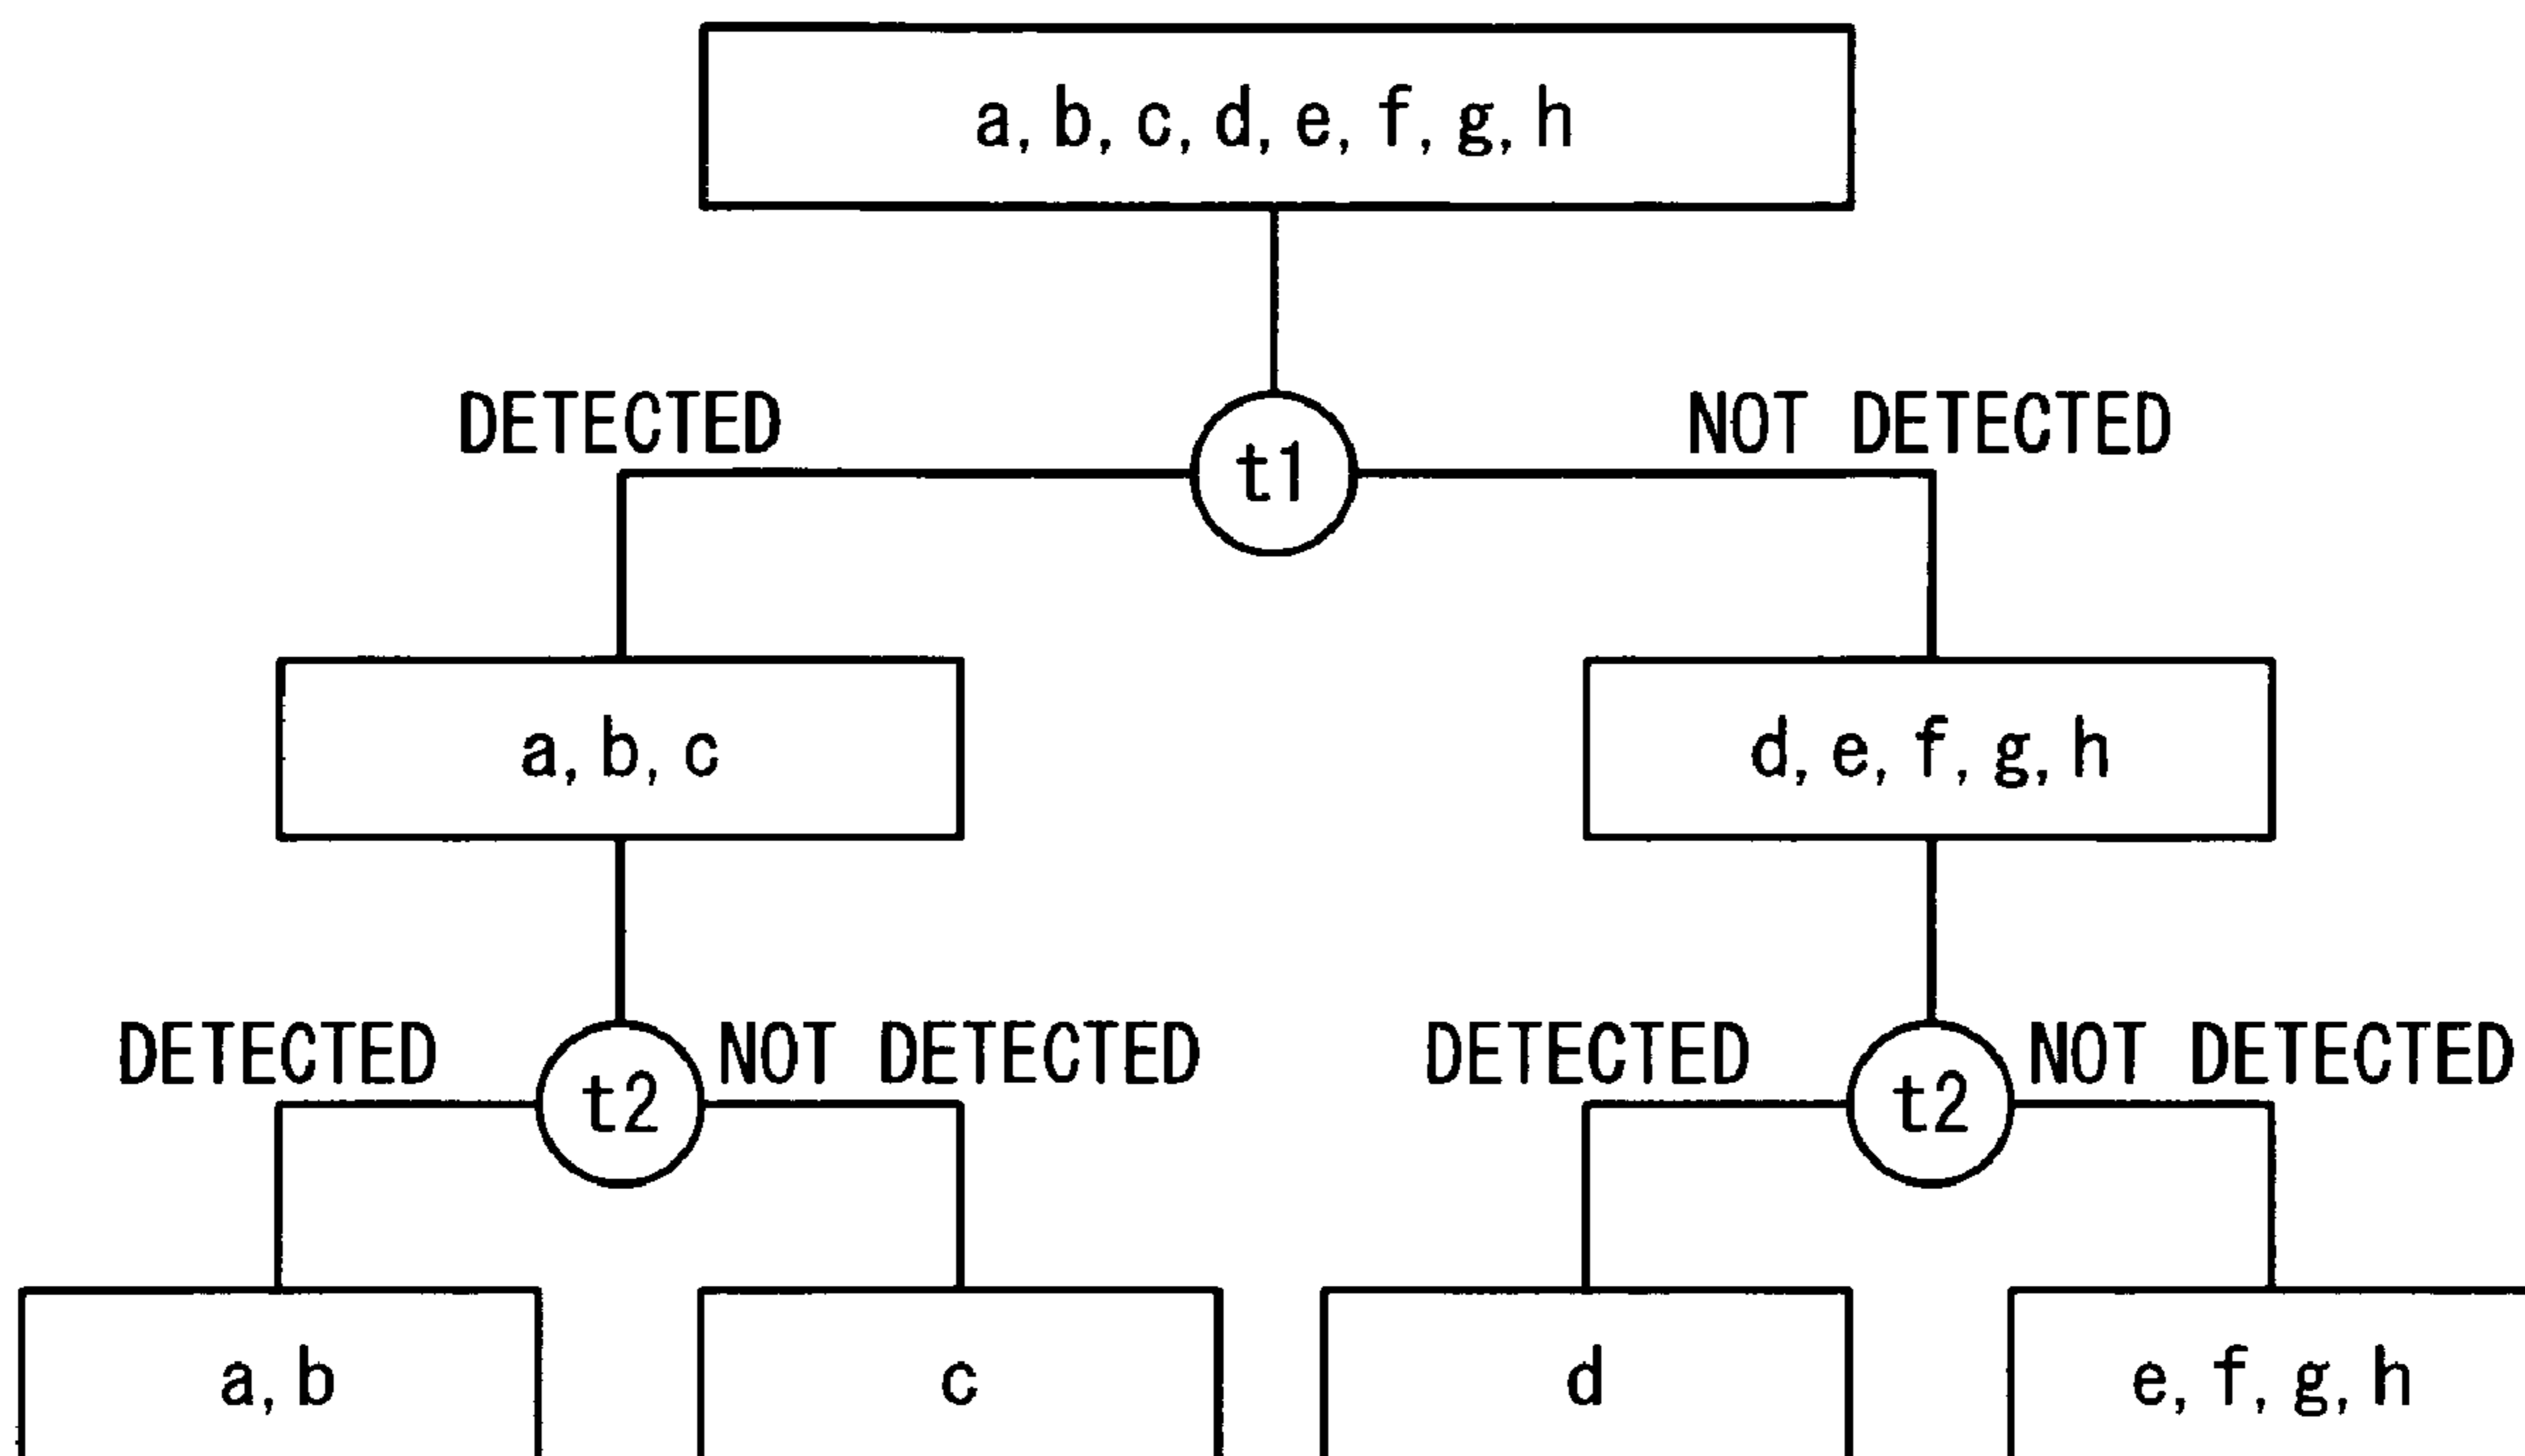 a, b, c, d, e, f, g, h
DETECTED
NOT DETECTED
t1
a, b, c
d, e, f, g, h
DETECTED
NOT DETECTED
DETECTED
NOT DETECTED
t2
t2
a, b
c
d
e, f, g, h